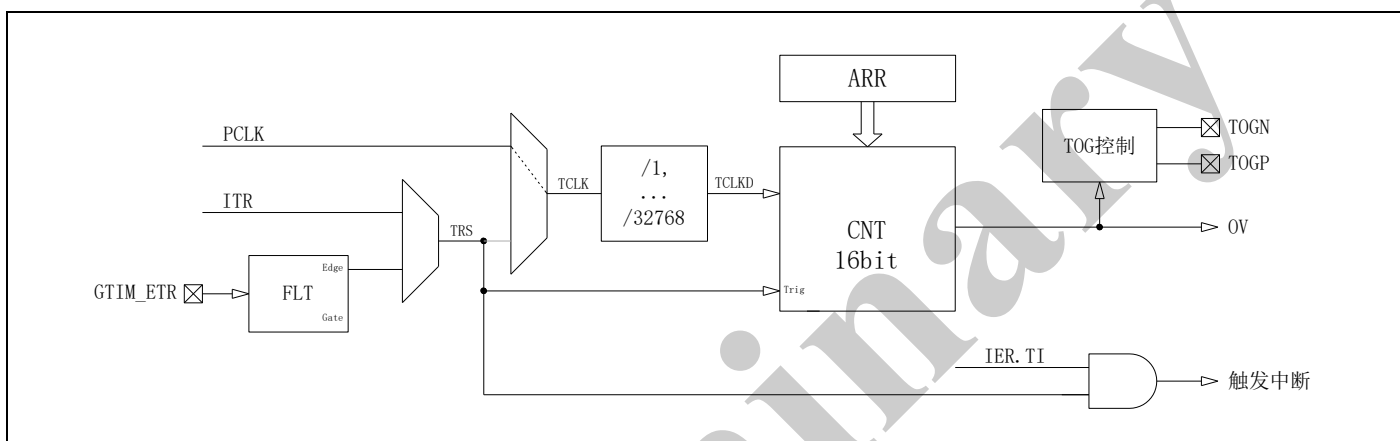 ARR
PCLK
ITR
GTIM_ETR
FLT
Edge
Gate
TRS
TCLK
/1,
...
/32768
TCLKD
CNT
16bit
Trig
TOG控制
TOGN
TOGP
OV
IER.TI
触发中断